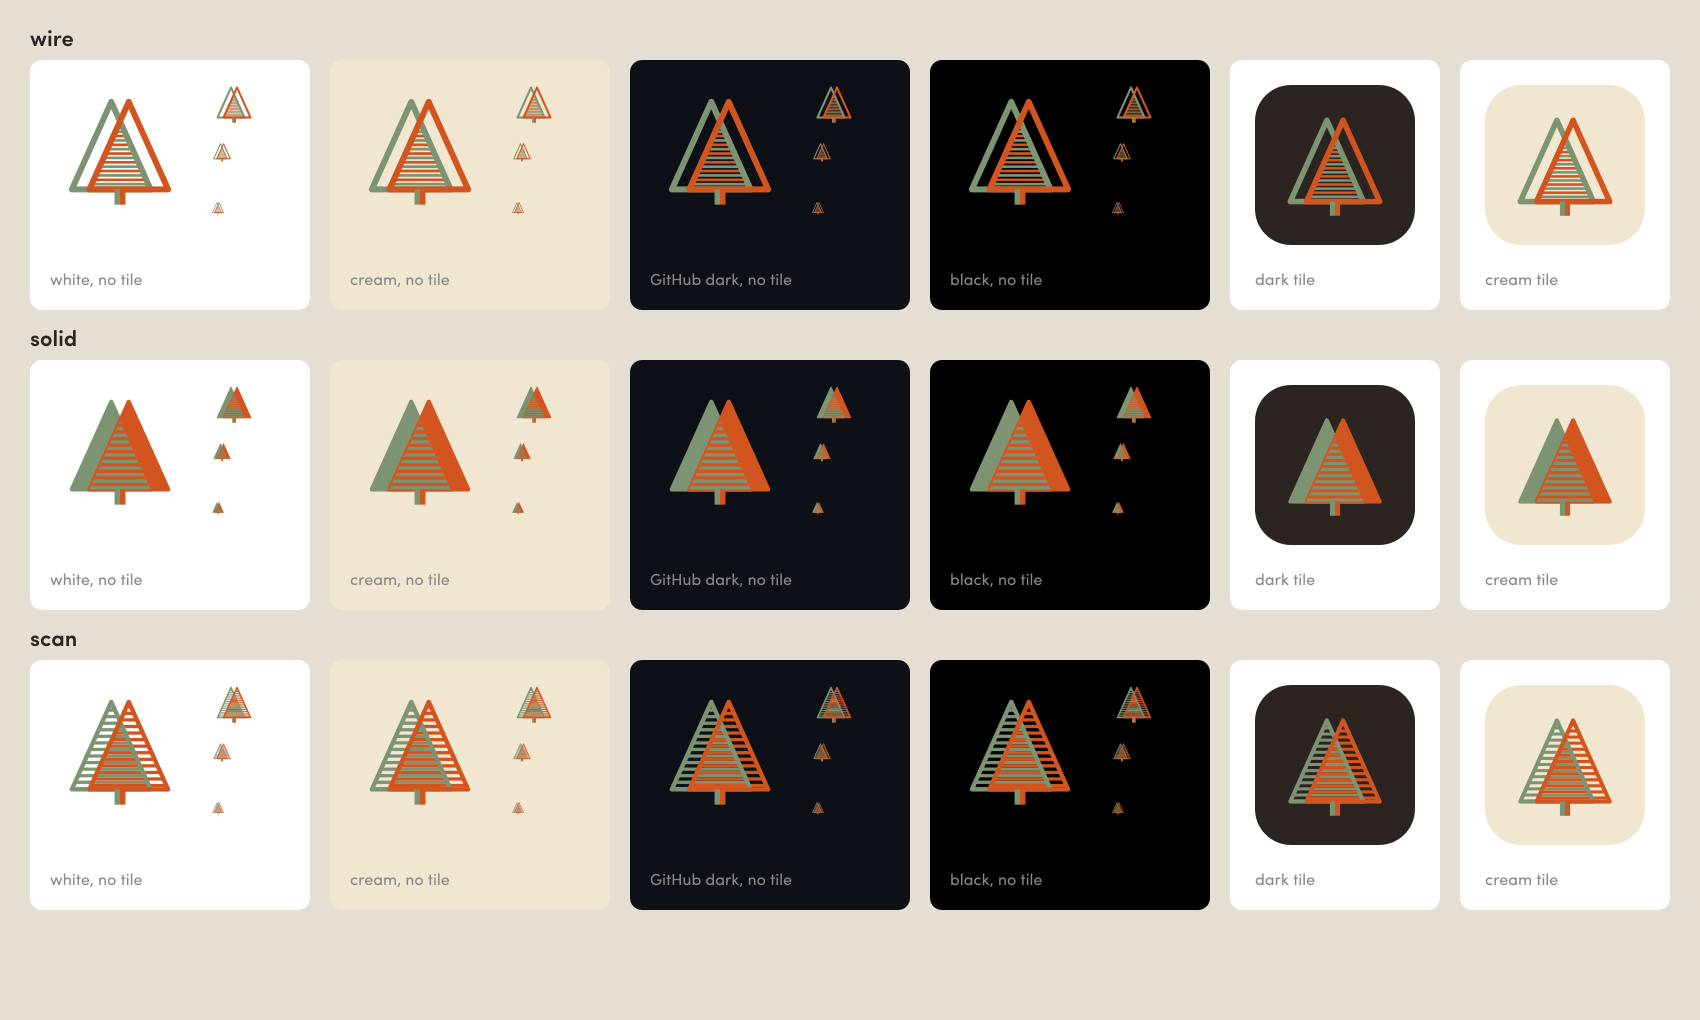 wire
white, no tile
cream, no tile
GitHub dark, no tile
black, no tile
dark tile
cream tile
solid
white, no tile
cream, no tile
GitHub dark, no tile
black, no tile
dark tile
cream tile
scan
white, no tile
cream, no tile
GitHub dark, no tile
black, no tile
dark tile
cream tile